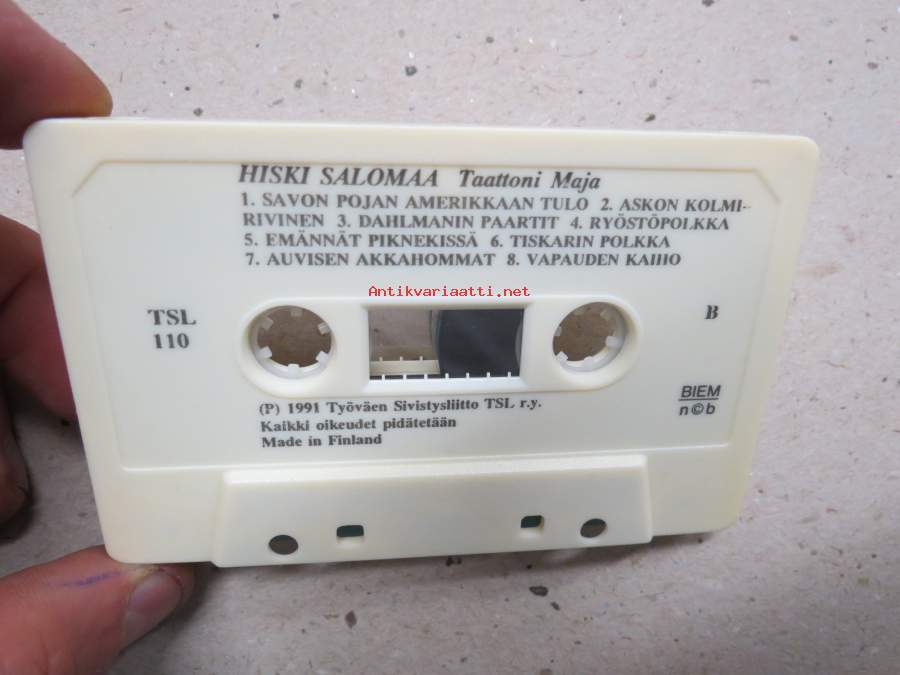 HISKI SALOMAA Taattoni Maja
1. SAVON POJAN AMERIKKAAN TULO 2. ASKON KOLMI-
RIVINEN 3. DAHLMANIN PAARTIT 4. RYÖSTÖPOLKKA
5. EMÄNNÄT PIKNEKISSÄ 6. TISKARIN POLKKA
7. AUVISEN AKKAHOMMAT 8. VAPAUDEN KAIHO
Antikvariaatti.net
TSL
110
B
BIEM
n©b
(P) 1991 Työväen Sivistysliitto TSL r.y.
Kaikki oikeudet pidätetään
Made in Finland